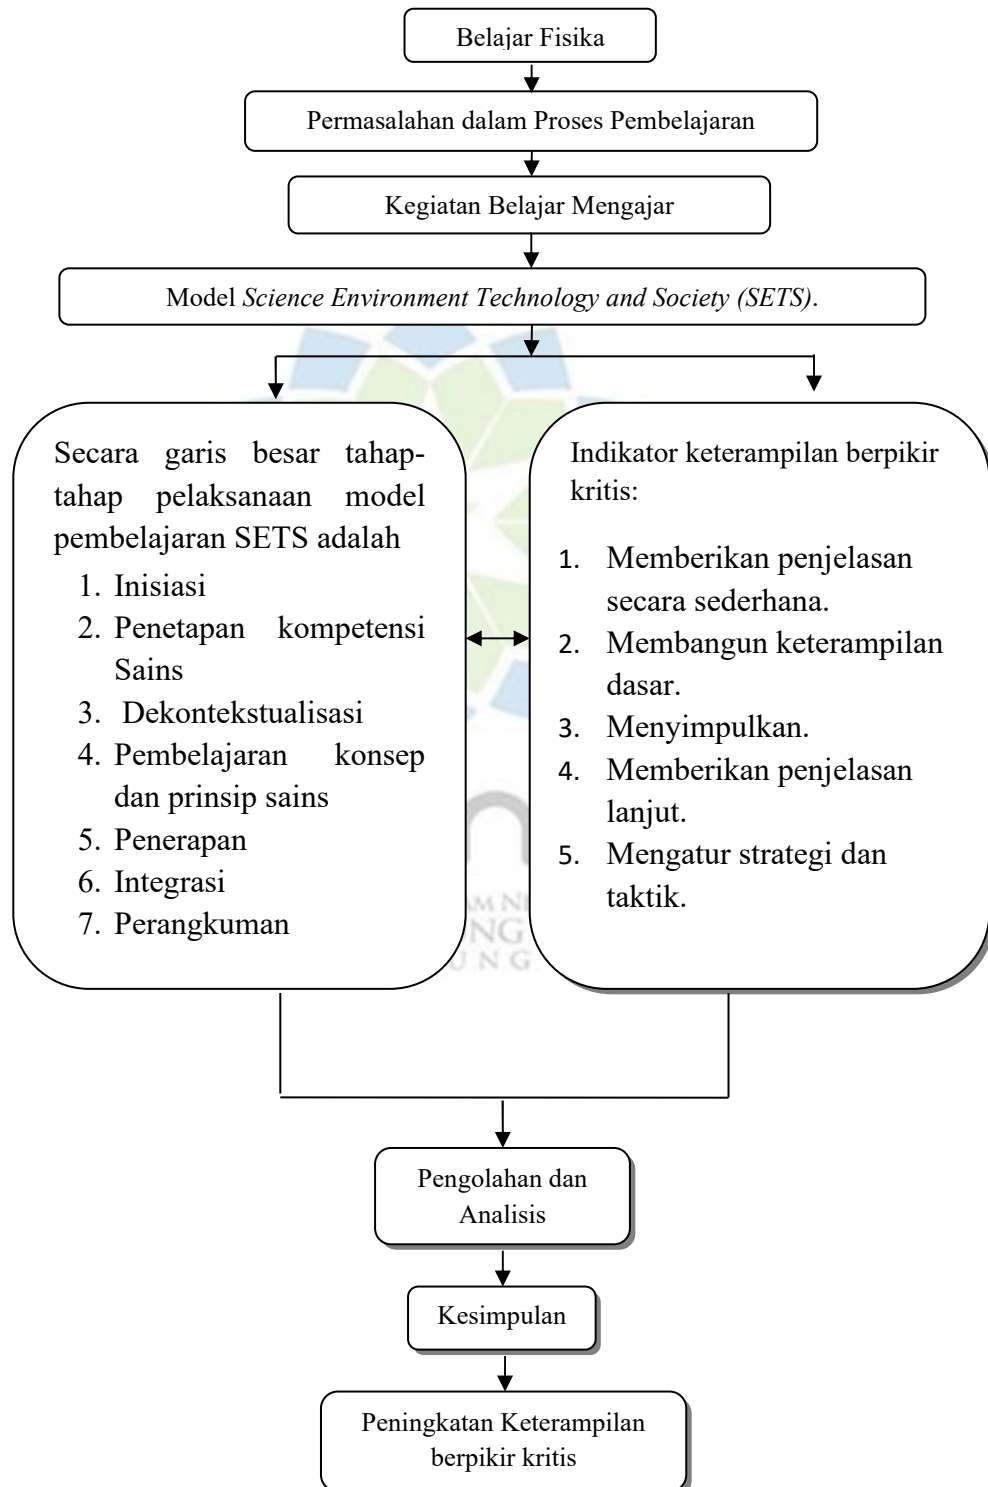 Belajar Fisika
Permasalahan dalam Proses Pembelajaran
Kegiatan Belajar Mengajar
Model Science Environment Technology and Society (SETS).
Secara garis besar tahap-
tahap pelaksanaan model
pembelajaran SETS adalah
1. Inisiasi
2. Penetapan kompetensi
Sains
3. Dekontekstualisasi
4. Pembelajaran konsep
dan prinsip sains
5. Penerapan
6. Integrasi
7. Perangkuman
Indikator keterampilan berpikir
kritis:
1. Memberikan penjelasan
secara sederhana.
2. Membangun keterampilan
dasar.
3. Menyimpulkan.
4. Memberikan penjelasan
lanjut.
5. Mengatur strategi dan
taktik.
Pengolahan dan
Analisis
Kesimpulan
Peningkatan Keterampilan
berpikir kritis